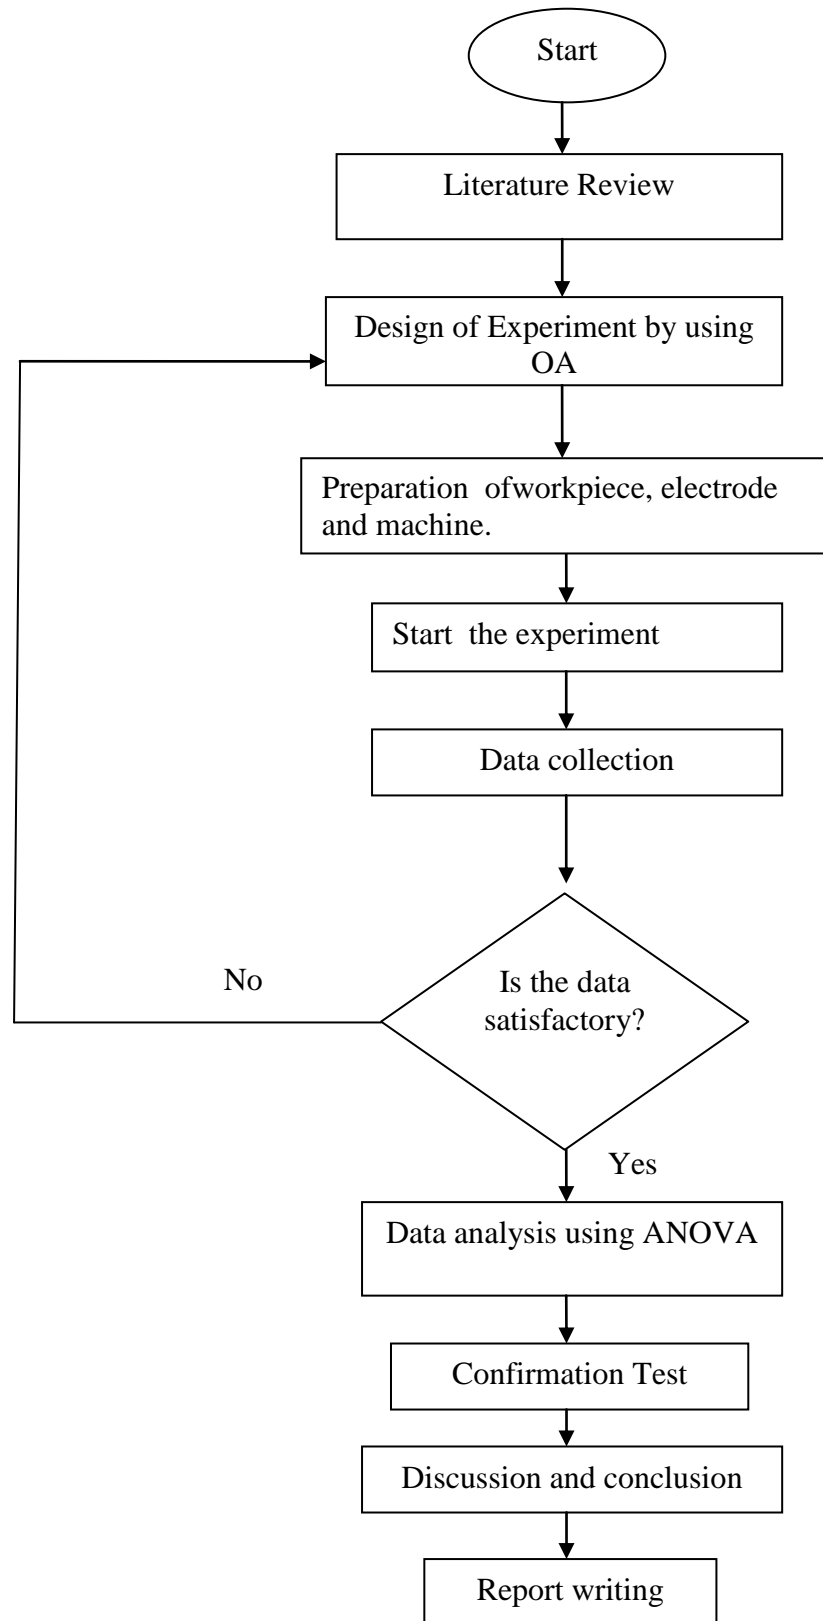 Start
Literature Review
Design of Experiment by using
OA
Preparation  ofworkpiece, electrode
and machine.
Start  the experiment
Data collection
Is the data
satisfactory?
No
Yes
Data analysis using ANOVA
Confirmation Test
Discussion and conclusion
Report writing